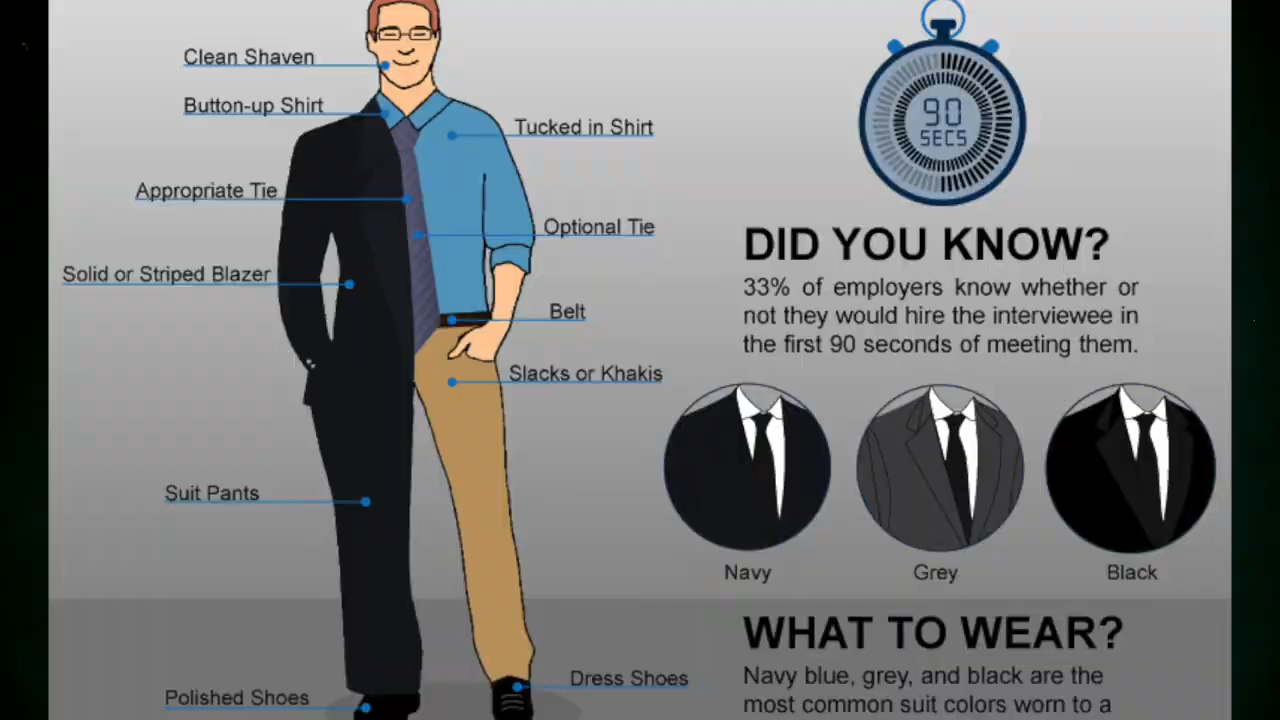 Clean Shaven
Button-up Shirt
Appropriate Tie
Solid or Striped Blazer
Suit Pants
Polished Shoes
Tucked in Shirt
Optional Tie
Belt
Slacks or Khakis
Dress Shoes
90
SECS
DID YOU KNOW?
33% of employers know whether or
not they would hire the interviewee in
the first 90 seconds of meeting them.
Navy
Grey
Black
WHAT TO WEAR?
Navy blue, grey, and black are the
most common suit colors worn to a